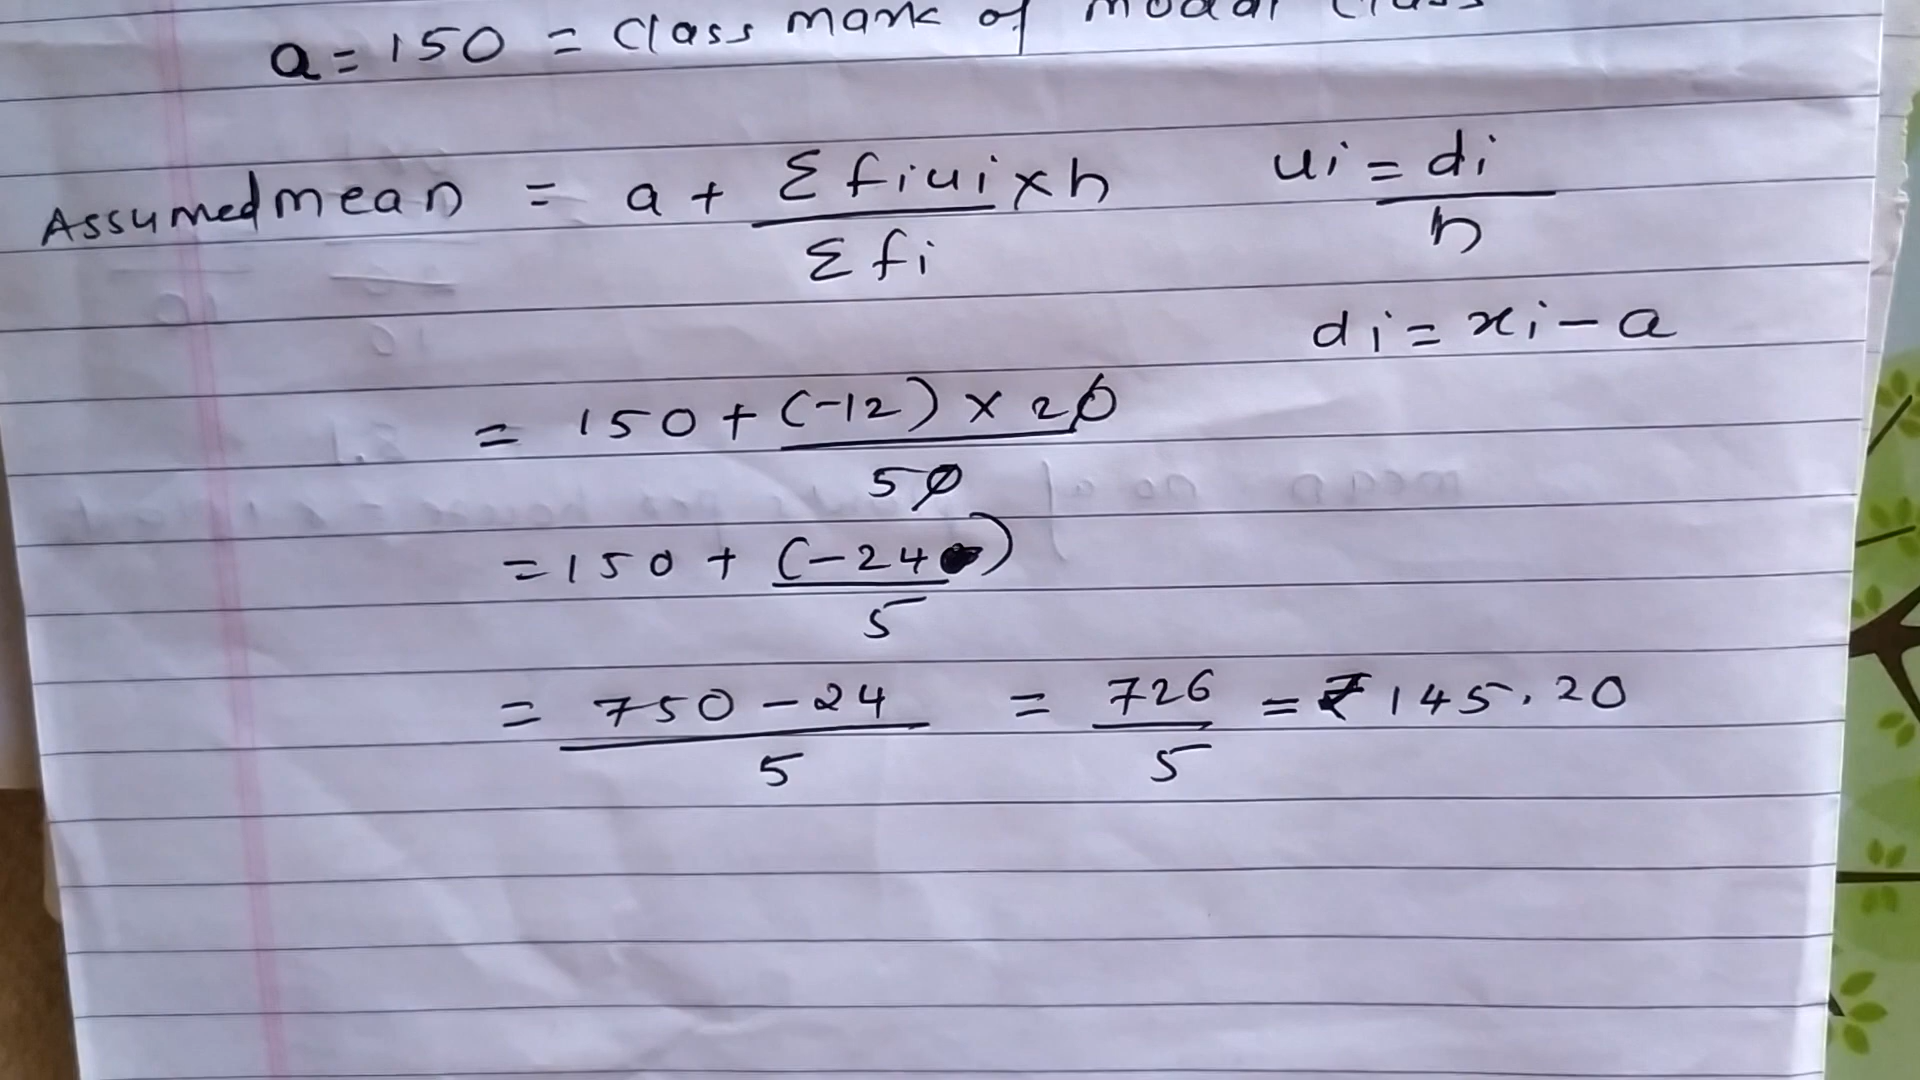 a = 150 = class mark of modal class
Assumed mean = a + Σfiui × h ui = di
Σfi h
di = xi - a
= 150 + (-12) × 20
50
= 150 + (-24)
5
= 750 - 24 = 726 = ₹145.20
5 5